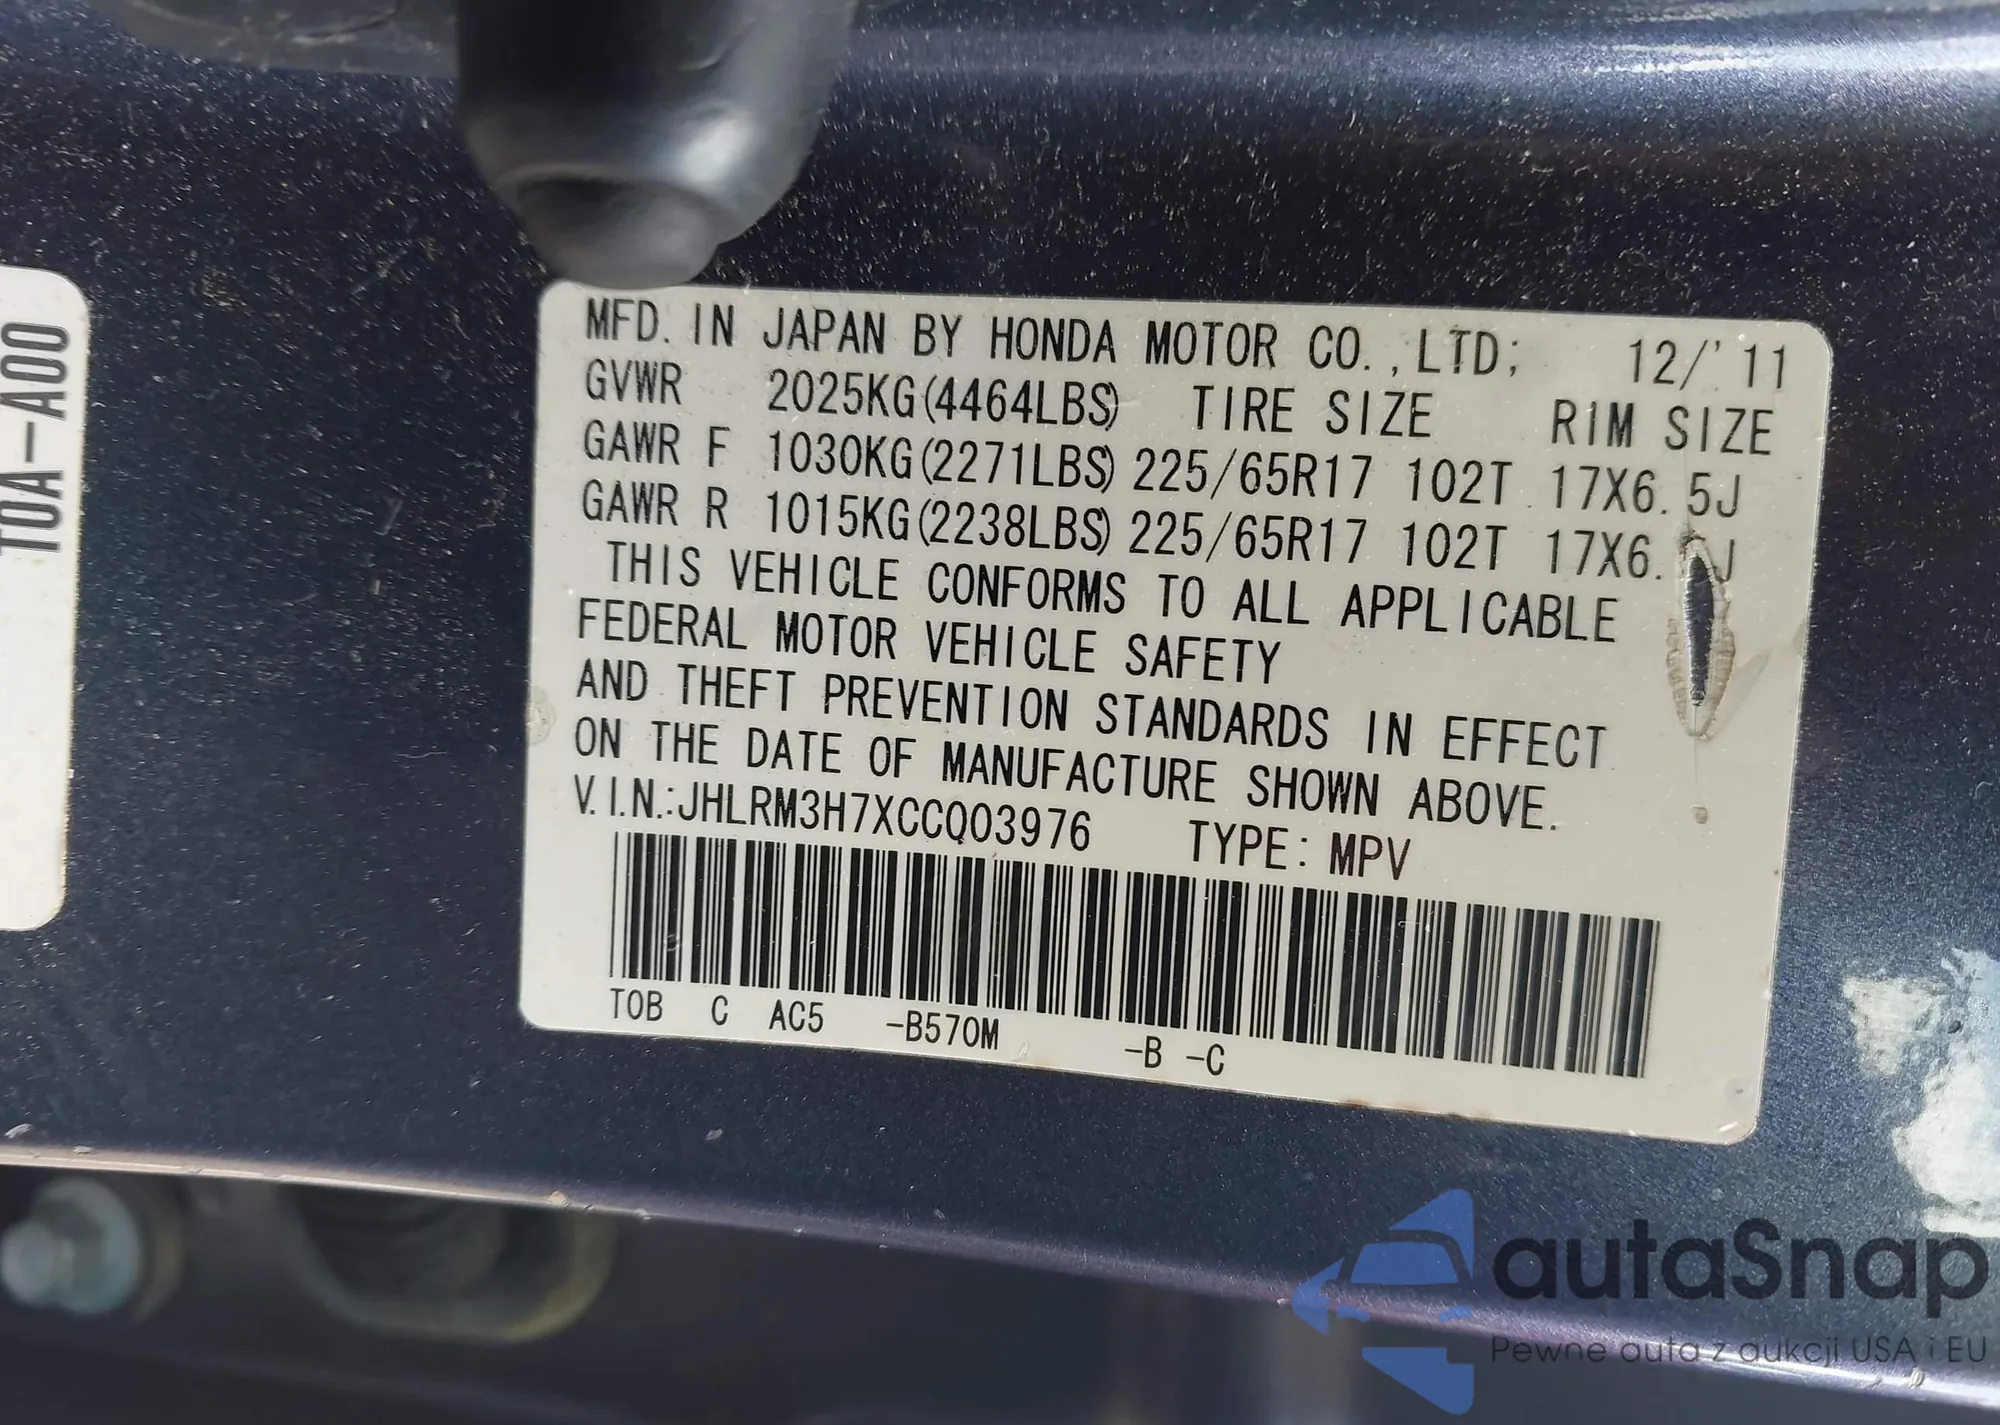 MFD. IN JAPAN BY HONDA MOTOR CO.,LTD; 12/'11
GVWR 2025KG(4464LBS) TIRE SIZE RIM SIZE
GAWR F 1030KG(2271LBS) 225/65R17 102T 17X6.5J
GAWR R 1015KG(2238LBS) 225/65R17 102T 17X6. J
THIS VEHICLE CONFORMS TO ALL APPLICABLE
FEDERAL MOTOR VEHICLE SAFETY
AND THEFT PREVENTION STANDARDS IN EFFECT
ON THE DATE OF MANUFACTURE SHOWN ABOVE.
V.I.N.:JHLRM3H7XCC003976 TYPE: MPV
T0B C AC5 -B570M -B -C
T0A-A00
autaSnap
Pewne auta z aukcji USA i EU